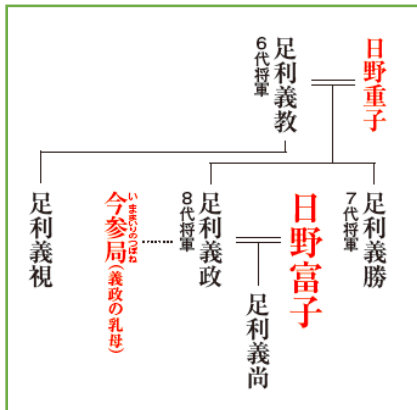 日野重子
足利義教
6代将軍
足利義勝
7代将軍
日野富子
足利義尚
足利義政
8代将軍
今参局(義政の乳母)
いままいりのつぼね
足利義視